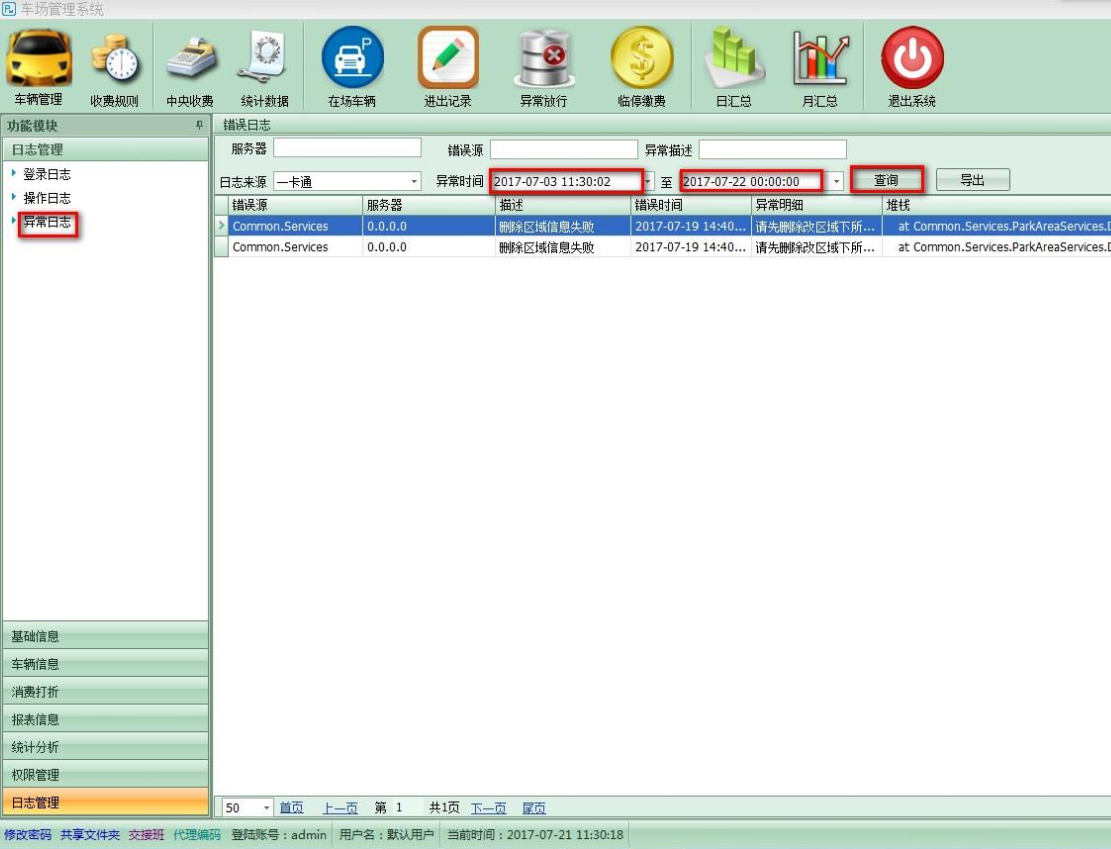 车场管理系统
车辆管理 收费规则 中央收费 统计数据 在场车辆 进出记录 异常放行 临停缴费 日汇总 月汇总 退出系统
功能模块
日志管理
登录日志
操作日志
异常日志
基础信息
车辆信息
消费打折
报表信息
统计分析
权限管理
日志管理
错误日志
服务器 错误源 异常描述
日志来源 一卡通 异常时间 2017-07-03 11:30:02 至 2017-07-22 00:00:00 查询 导出
错误源 服务器 描述 错误时间 异常明细 堆栈
Common.Services 0.0.0.0 删除区域信息失败 2017-07-19 14:40... 请先删除改区域下所... at Common.Services.ParkAreaServices.D
Common.Services 0.0.0.0 删除区域信息失败 2017-07-19 14:40... 请先删除改区域下所... at Common.Services.ParkAreaServices.D
50 首页 上一页 第 1 共1页 下一页 尾页
修改密码 共享文件夹 交接班 代理编码 登陆账号：admin 用户名：默认用户 当前时间：2017-07-21 11:30:18